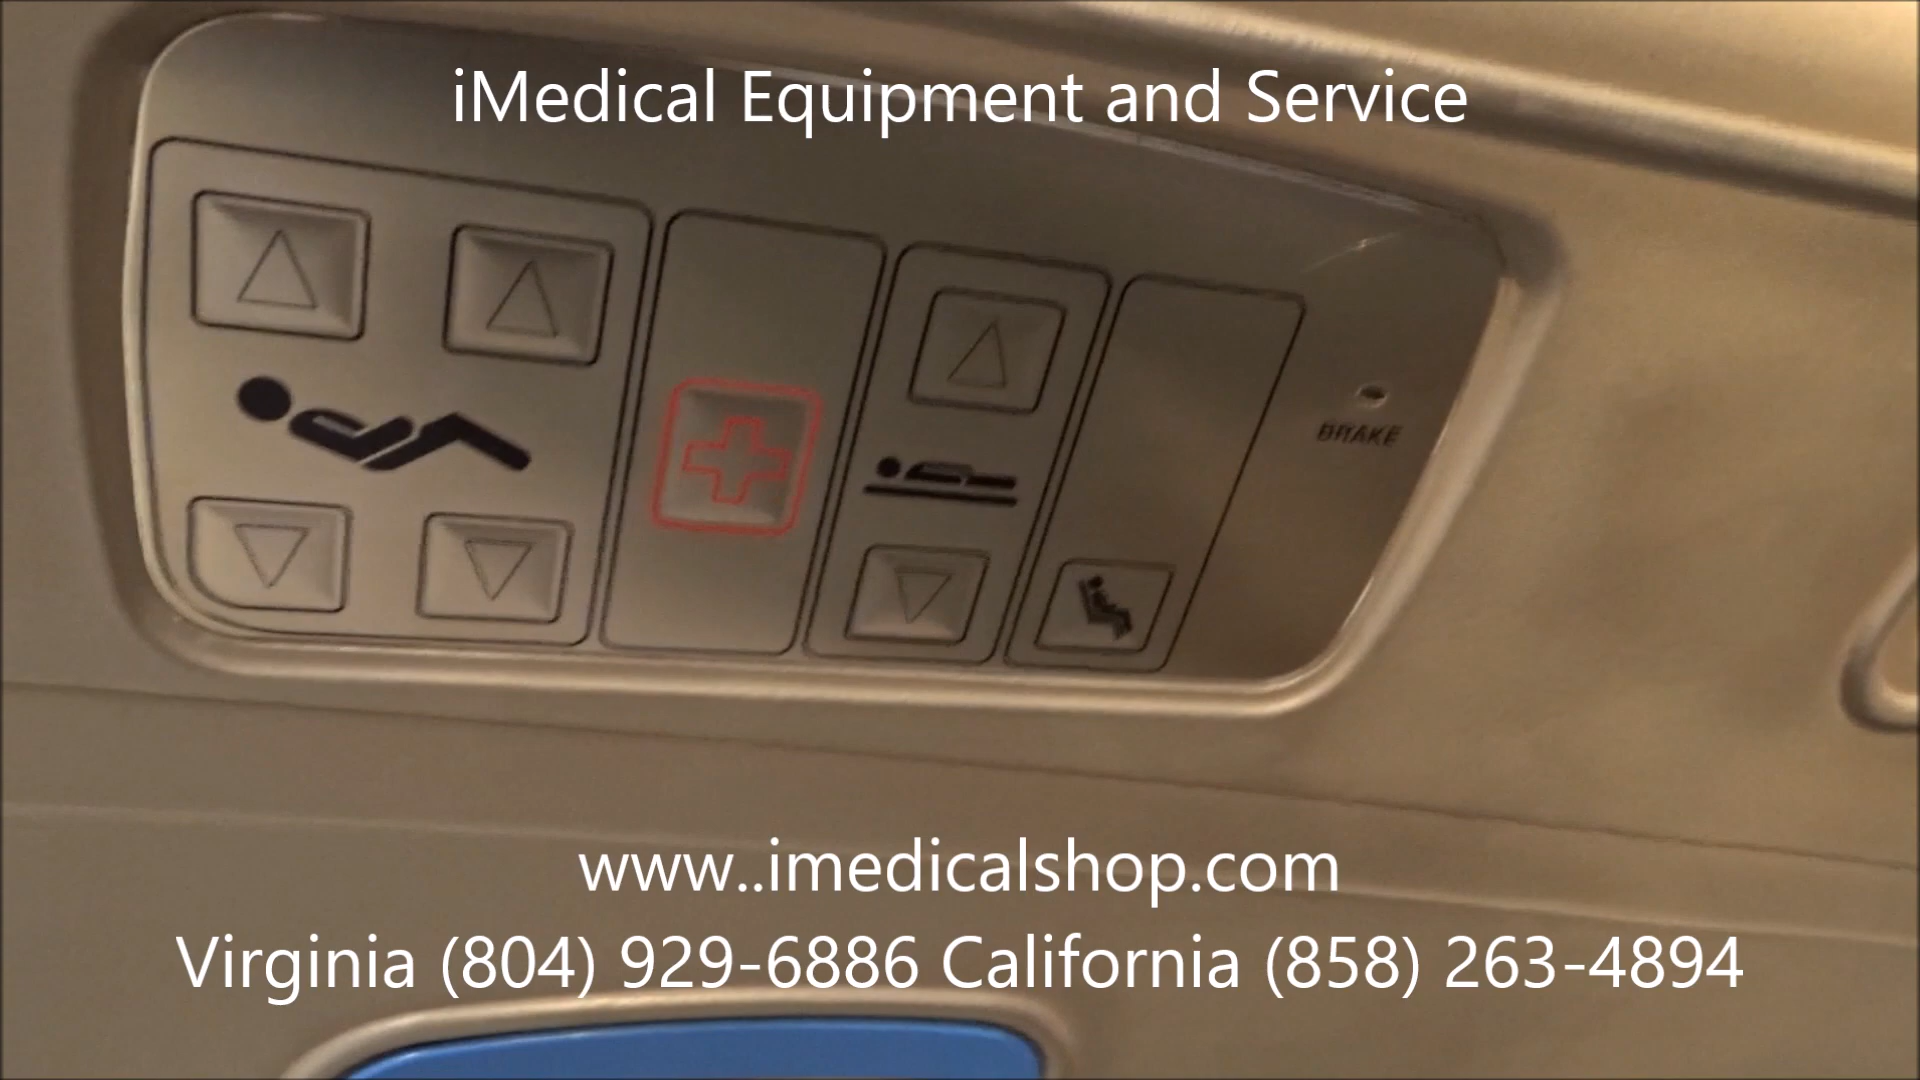 iMedical Equipment and Service
BRAKE
www..imedicalshop.com
Virginia (804) 929-6886 California (858) 263-4894